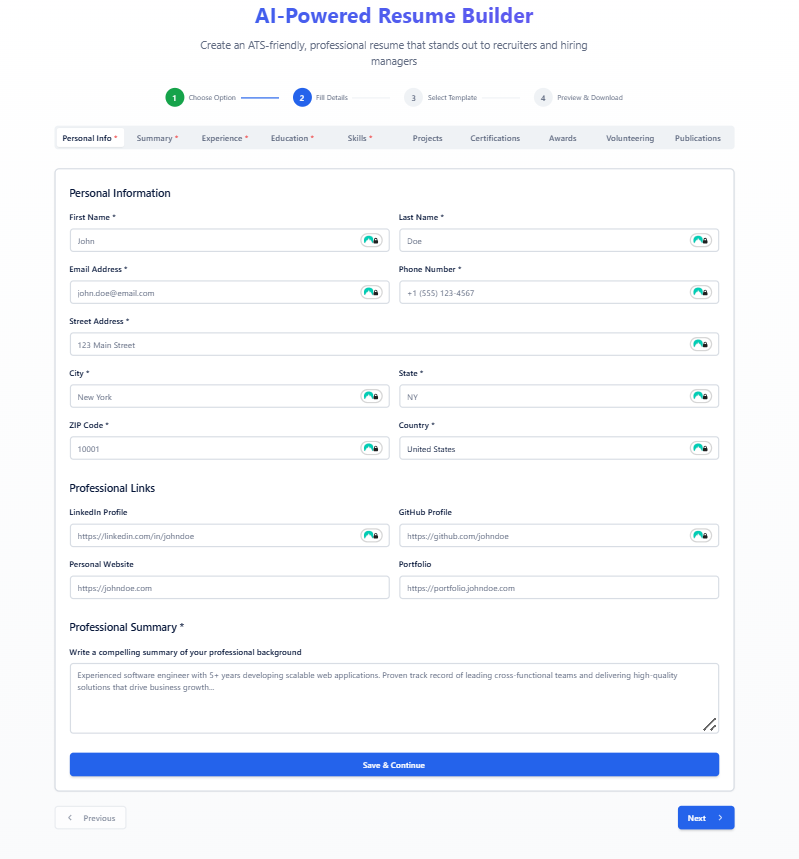 AI-Powered Resume Builder
Create an ATS-friendly, professional resume that stands out to recruiters and hiring
managers
1 Choose Option 2 Fill Details 3 Select Template 4 Preview & Download
Personal Info * Summary * Experience * Education * Skills * Projects Certifications Awards Volunteering Publications
Personal Information
First Name * Last Name *
John Doe
Email Address * Phone Number *
john.doe@email.com +1 (555) 123-4567
Street Address *
123 Main Street
City * State *
New York NY
ZIP Code * Country *
10001 United States
Professional Links
LinkedIn Profile GitHub Profile
https://linkedin.com/in/johndoe https://github.com/johndoe
Personal Website Portfolio
https://johndoe.com https://portfolio.johndoe.com
Professional Summary *
Write a compelling summary of your professional background
Experienced software engineer with 5+ years developing scalable web applications. Proven track record of leading cross-functional teams and delivering high-quality
solutions that drive business growth...
Save & Continue
Previous Next